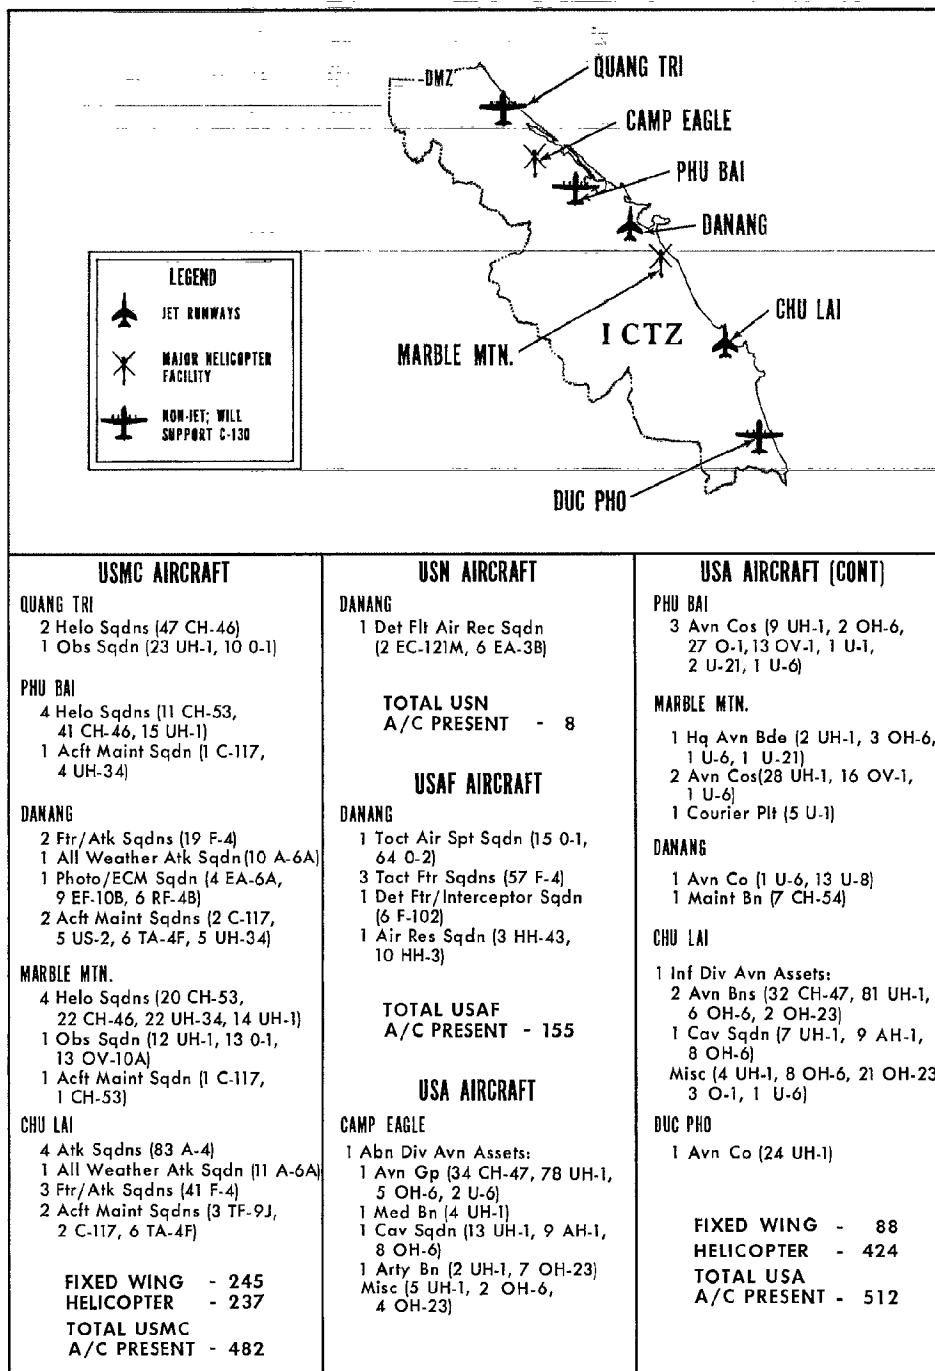 DMZ
QUANG TRI
CAMP EAGLE
PHU BAI
DANANG
CHU LAI
I CTZ
MARBLE MTN.
DUC PHO
LEGEND
JET RUNWAYS
MAJOR HELICOPTER
FACILITY
NON-JET; WILL
SUPPORT C-130
USMC AIRCRAFT
QUANG TRI
2 Helo Sqdns (47 CH-46)
1 Obs Sqdn (23 UH-1, 10 0-1)
PHU BAI
4 Helo Sqdns (11 CH-53,
41 CH-46, 15 UH-1)
1 Acft Maint Sqdn (1 C-117,
4 UH-34)
DANANG
2 Ftr/Atk Sqdns (19 F-4)
1 All Weather Atk Sqdn (10 A-6A)
1 Photo/ECM Sqdn (4 EA-6A,
9 EF-10B, 6 RF-4B)
2 Acft Maint Sqdns (2 C-117,
5 US-2, 6 TA-4F, 5 UH-34)
MARBLE MTN.
4 Helo Sqdns (20 CH-53,
22 CH-46, 22 UH-34, 14 UH-1)
1 Obs Sqdn (12 UH-1, 13 0-1,
13 OV-10A)
1 Acft Maint Sqdn (1 C-117,
1 CH-53)
CHU LAI
4 Atk Sqdns (83 A-4)
1 All Weather Atk Sqdn (11 A-6A)
3 Ftr/Atk Sqdns (41 F-4)
2 Acft Maint Sqdns (3 TF-9J,
2 C-117, 6 TA-4F)
FIXED WING - 245
HELICOPTER - 237
TOTAL USMC
A/C PRESENT - 482
USN AIRCRAFT
DANANG
1 Det Flt Air Rec Sqdn
(2 EC-121M, 6 EA-3B)
TOTAL USN
A/C PRESENT - 8
USAF AIRCRAFT
DANANG
1 Tact Air Spt Sqdn (15 0-1,
64 0-2)
3 Tact Ftr Sqdns (57 F-4)
1 Det Ftr/Interceptor Sqdn
(6 F-102)
1 Air Res Sqdn (3 HH-43,
10 HH-3)
TOTAL USAF
A/C PRESENT - 155
USA AIRCRAFT
CAMP EAGLE
1 Abn Div Avn Assets:
1 Avn Gp (34 CH-47, 78 UH-1,
5 OH-6, 2 U-6)
1 Med Bn (4 UH-1)
1 Cav Sqdn (13 UH-1, 9 AH-1,
8 OH-6)
1 Arty Bn (2 UH-1, 7 OH-23)
Misc (5 UH-1, 2 OH-6,
4 OH-23)
USA AIRCRAFT (CONT)
PHU BAI
3 Avn Cos (9 UH-1, 2 OH-6,
27 O-1, 13 OV-1, 1 U-1,
2 U-21, 1 U-6)
MARBLE MTN.
1 Hq Avn Bde (2 UH-1, 3 OH-6,
1 U-6, 1 U-21)
2 Avn Cos(28 UH-1, 16 OV-1,
1 U-6)
1 Courier Plt (5 U-1)
DANANG
1 Avn Co (1 U-6, 13 U-8)
1 Maint Bn (7 CH-54)
CHU LAI
1 Inf Div Avn Assets:
2 Avn Bns (32 CH-47, 81 UH-1,
6 OH-6, 2 OH-23)
1 Cav Sqdn (7 UH-1, 9 AH-1,
8 OH-6)
Misc (4 UH-1, 8 OH-6, 21 OH-23
3 O-1, 1 U-6)
DUC PHO
1 Avn Co (24 UH-1)
FIXED WING - 88
HELICOPTER - 424
TOTAL USA
A/C PRESENT - 512